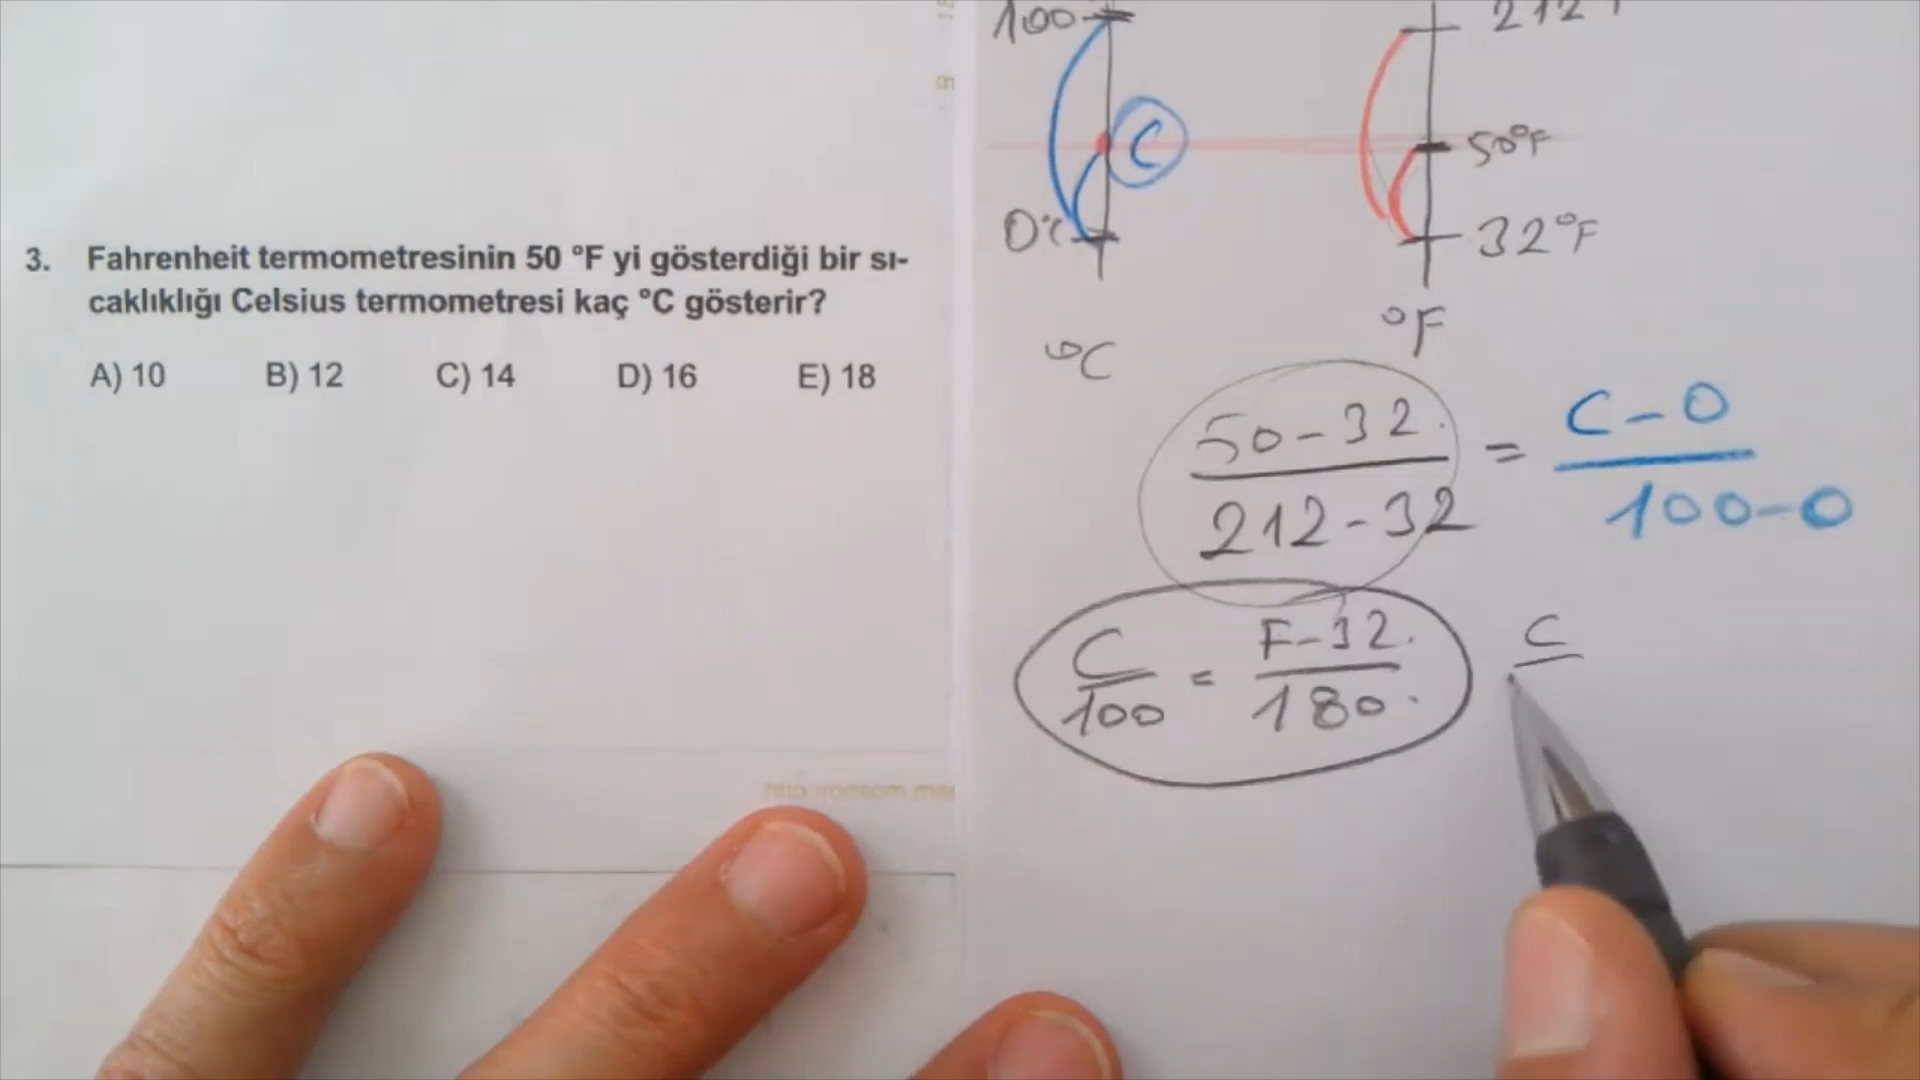 3. Fahrenheit termometresinin 50 °F yi gösterdiği bir sı-
caklıklığı Celsius termometresi kaç °C gösterir?
A) 10 B) 12 C) 14 D) 16 E) 18
100
C
0°C
°C
212
50°F
32°F
°F
50-32 / 212-32 = C-0 / 100-0
C / 100 = F-32 / 180
C